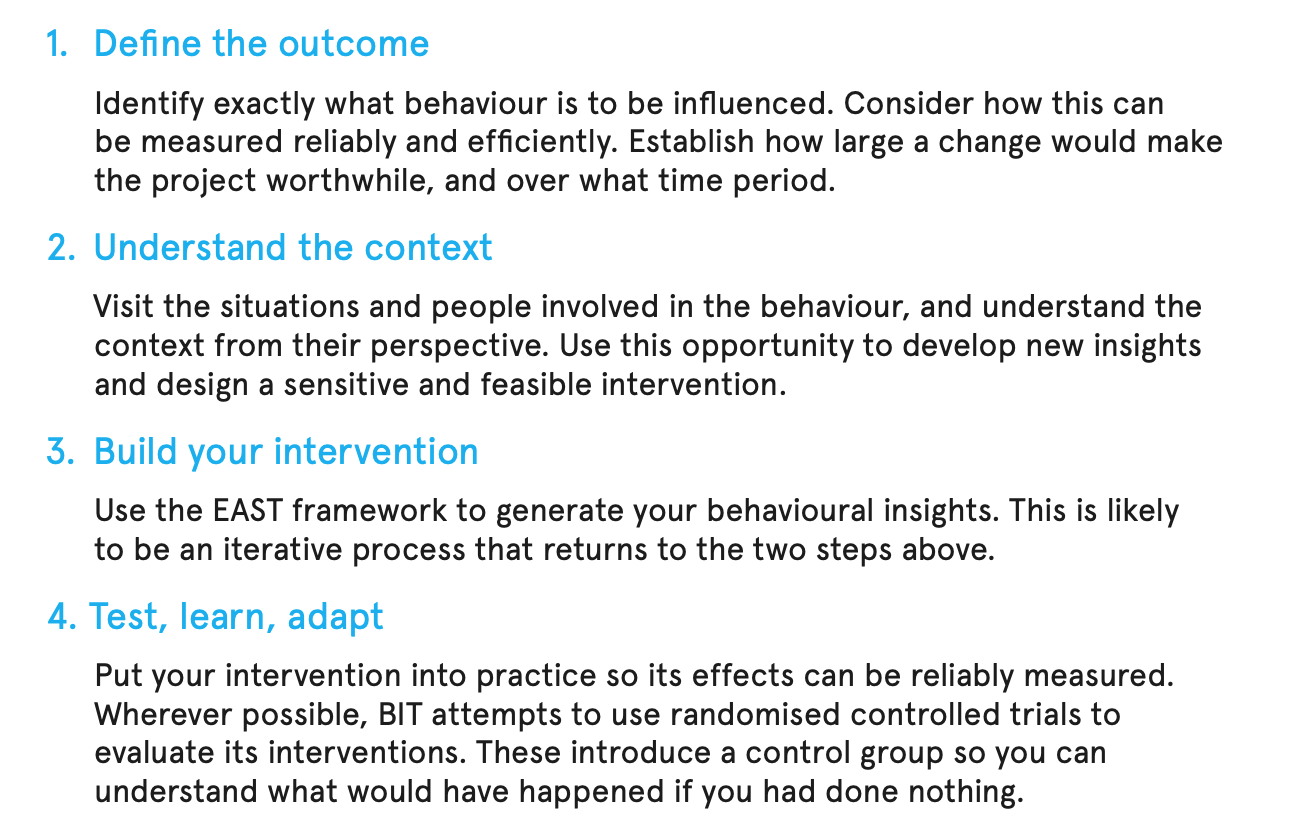 1. Define the outcome
Identify exactly what behaviour is to be influenced. Consider how this can
be measured reliably and efficiently. Establish how large a change would make
the project worthwhile, and over what time period.
2. Understand the context
Visit the situations and people involved in the behaviour, and understand the
context from their perspective. Use this opportunity to develop new insights
and design a sensitive and feasible intervention.
3. Build your intervention
Use the EAST framework to generate your behavioural insights. This is likely
to be an iterative process that returns to the two steps above.
4. Test, learn, adapt
Put your intervention into practice so its effects can be reliably measured.
Wherever possible, BIT attempts to use randomised controlled trials to
evaluate its interventions. These introduce a control group so you can
understand what would have happened if you had done nothing.